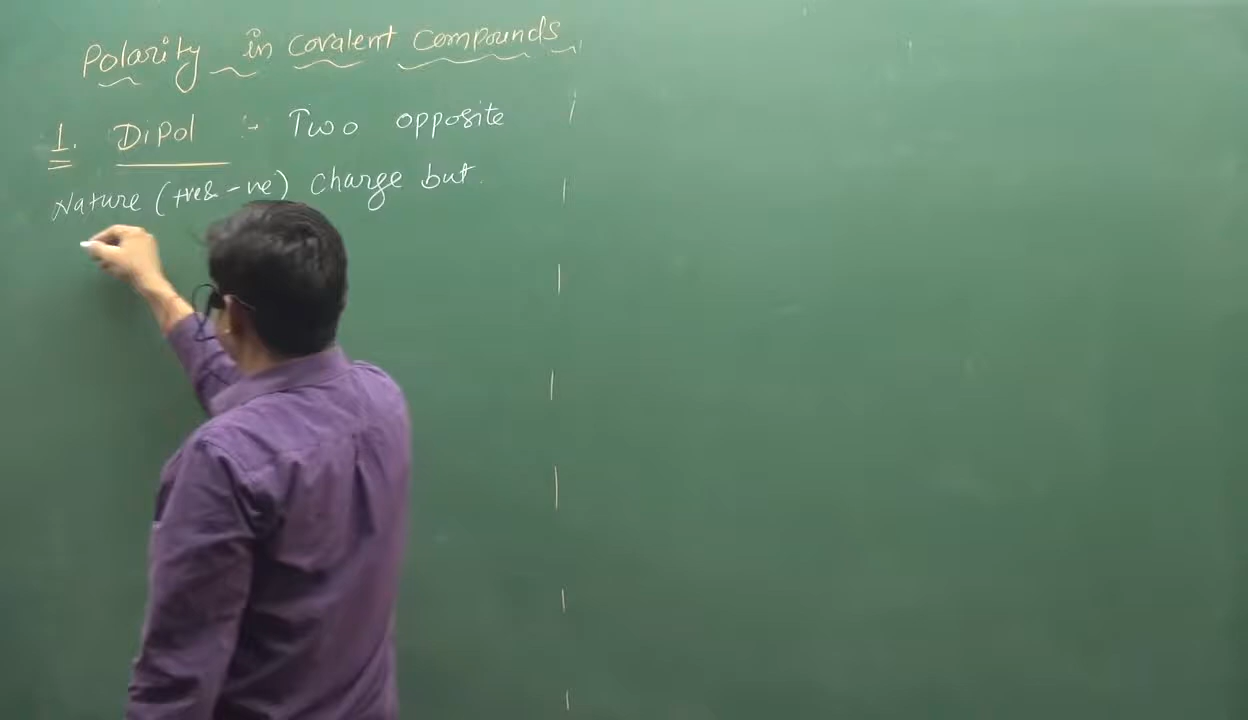 Polarity in covalent compounds
1. Dipol :- Two opposite
Nature (+ve& -ve) charge but